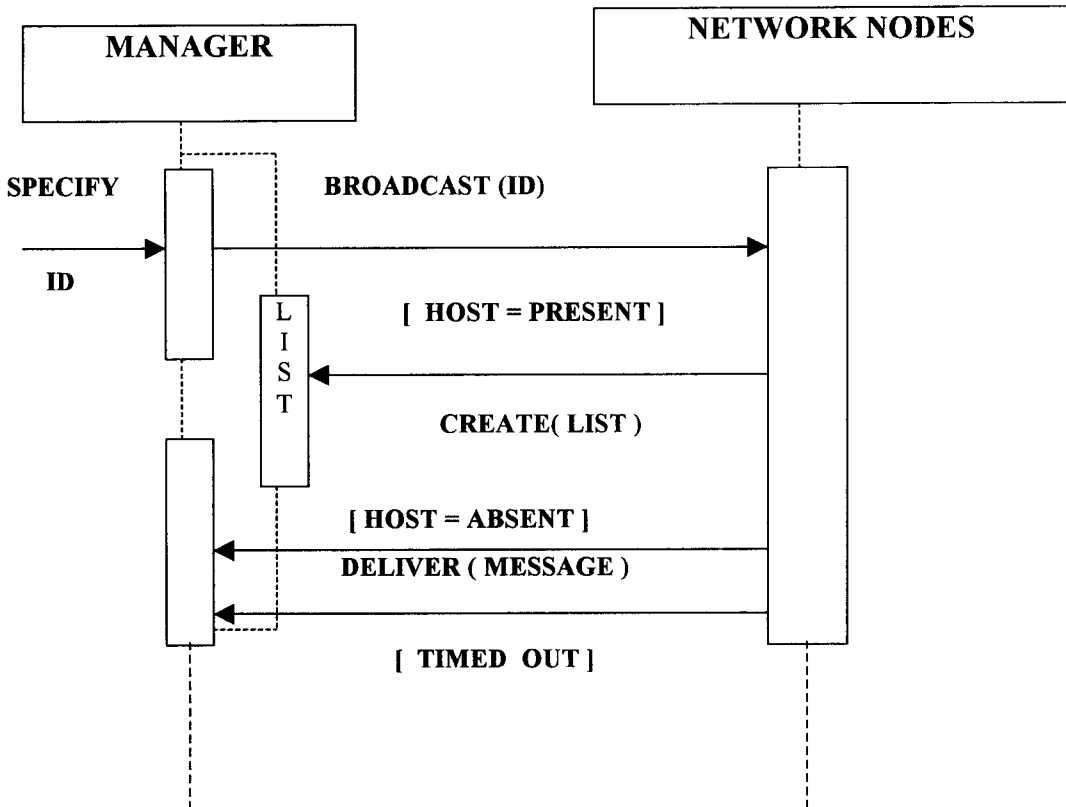 MANAGER
NETWORK NODES
SPECIFY
BROADCAST (ID)
ID
[ HOST = PRESENT ]
L
I
S
T
CREATE( LIST )
[ HOST = ABSENT ]
DELIVER ( MESSAGE )
[ TIMED OUT ]